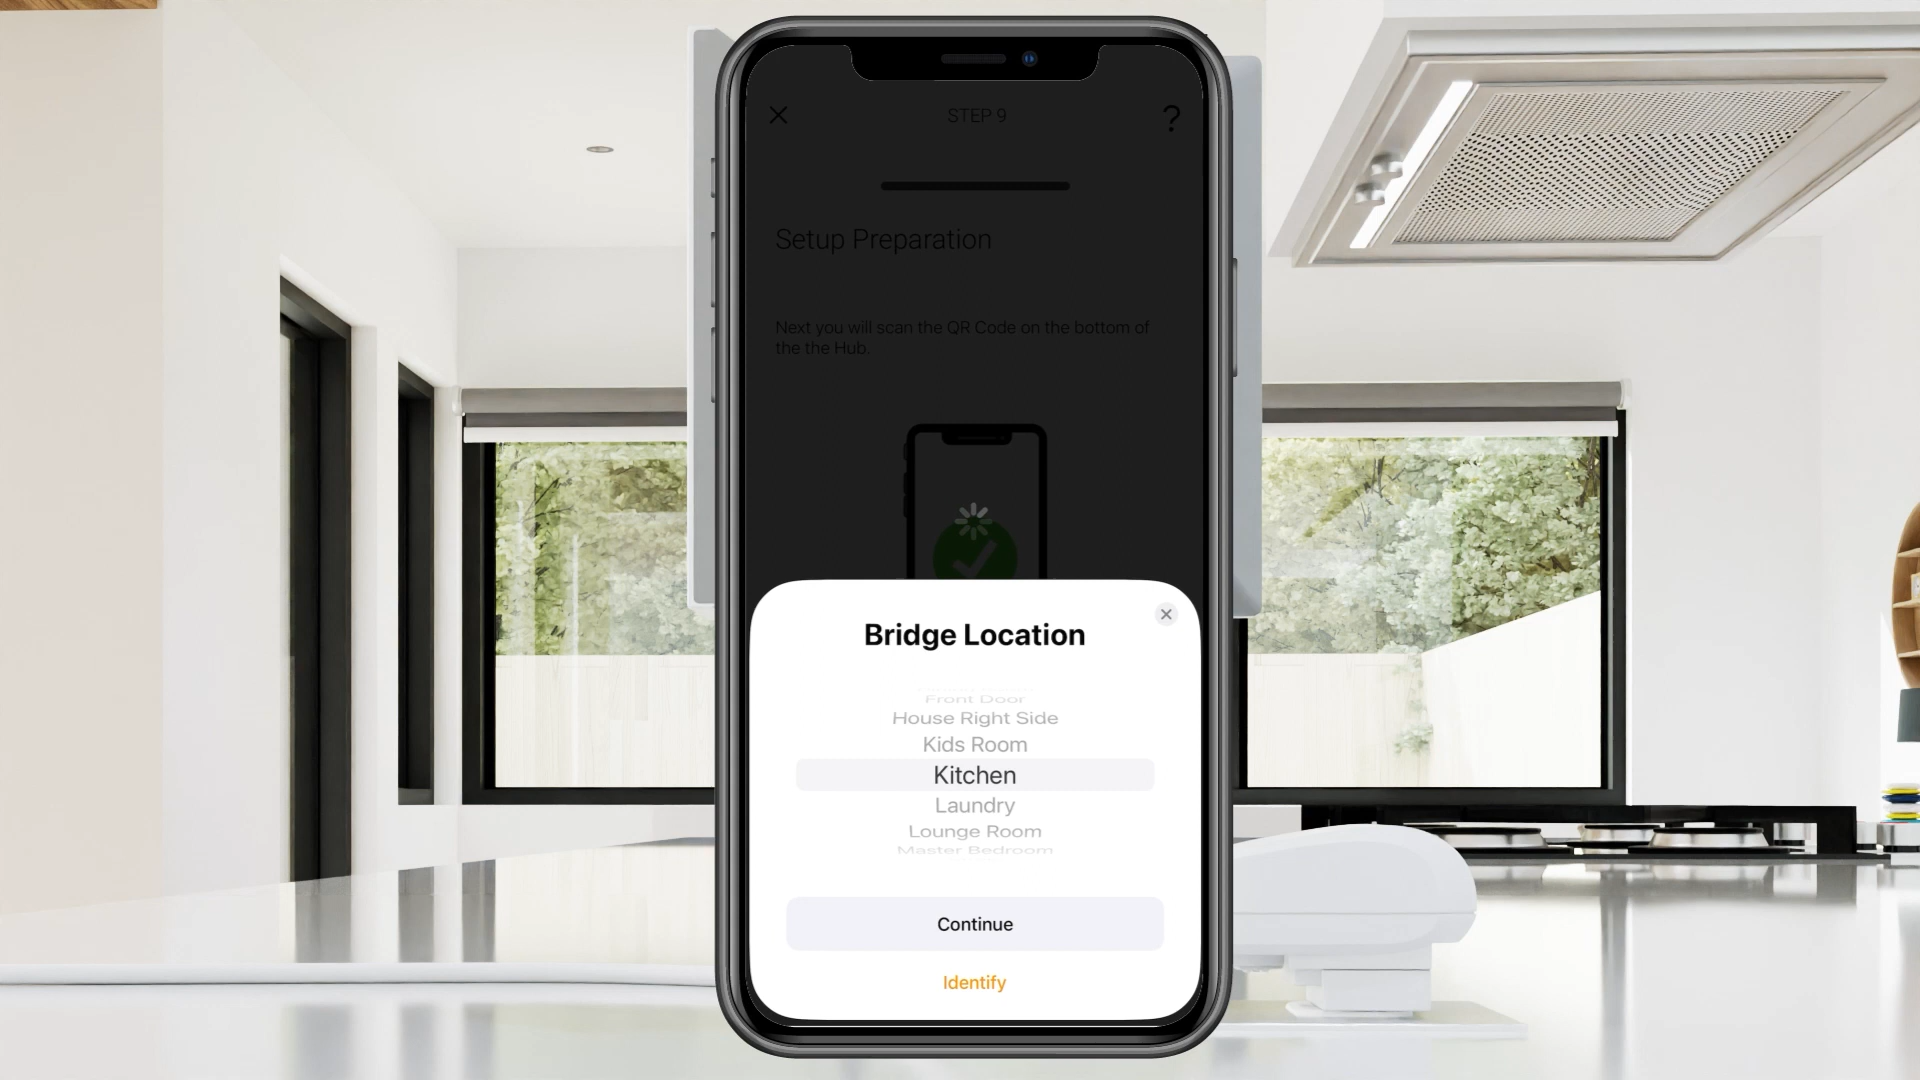 STEP 9
?
Setup Preparation
Next you will scan the QR Code on the bottom of
the the Hub.
Bridge Location
Front Door
House Right Side
Kids Room
Kitchen
Laundry
Lounge Room
Master Bedroom
Continue
Identify